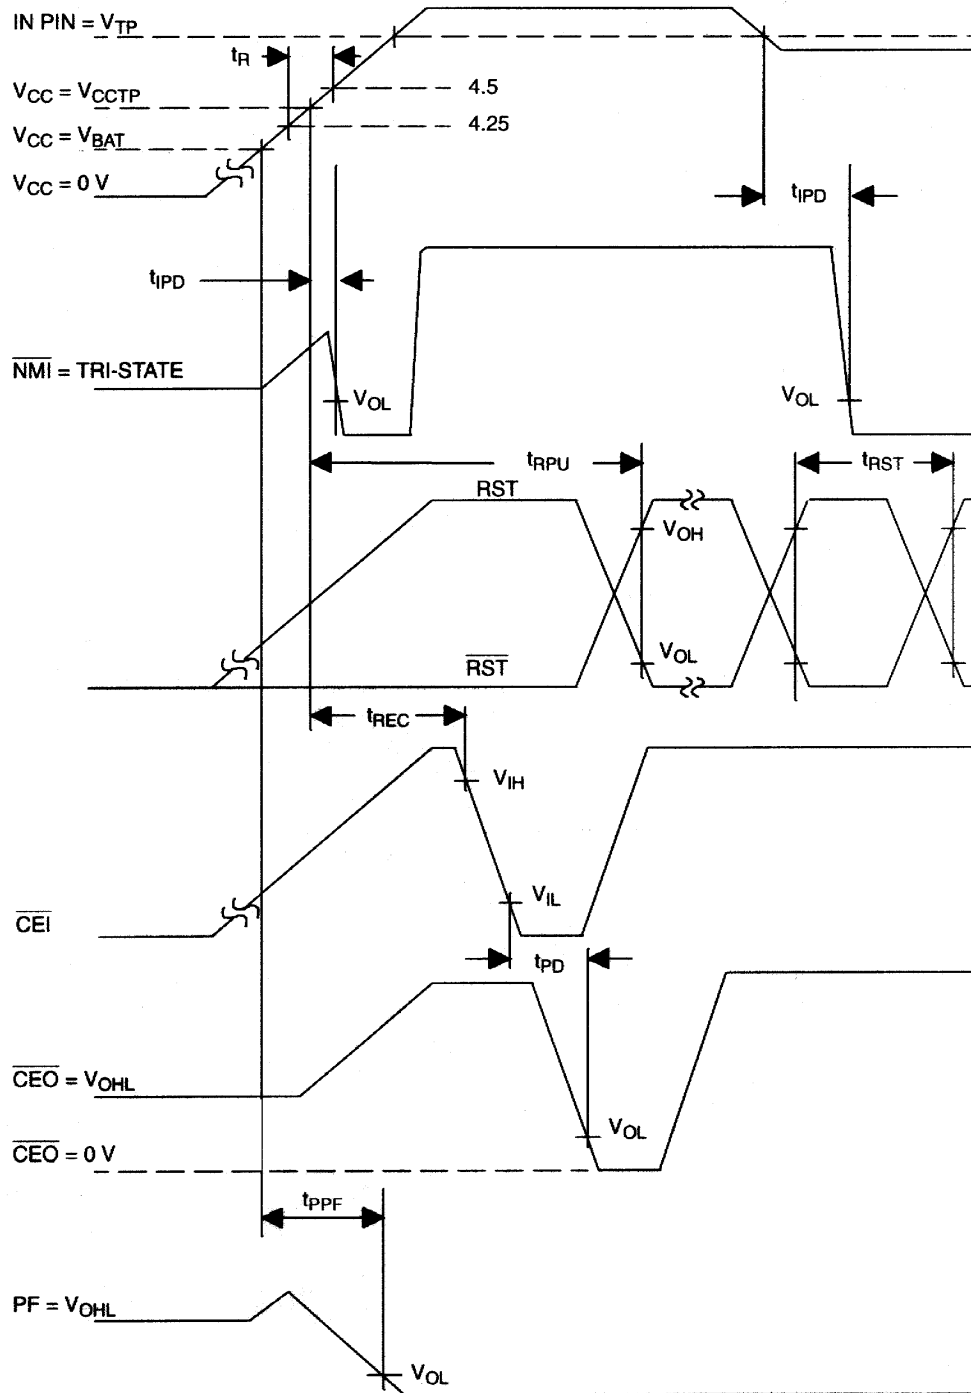 IN PIN = VTP
tR
VCC = VCCTP
4.5
4.25
VCC = VBAT
VCC = 0 V
tIPD
tIPD
NMI = TRI-STATE
VOL
VOL
tRPU
tRST
RST
VOH
VOL
RST
tREC
VIH
VIL
CEI
tPD
CEO = VOHL
VOL
CEO = 0 V
tPPF
PF = VOHL
VOL